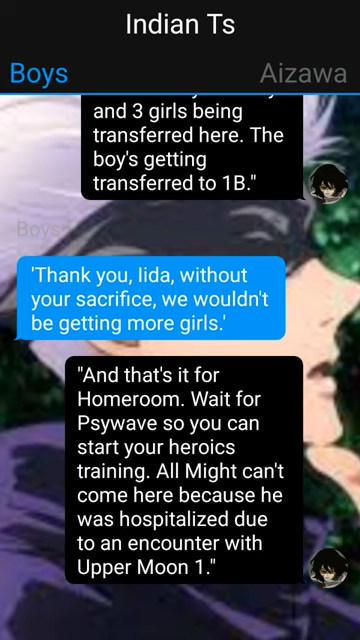 Indian Ts
Boys
Aizawa
and 3 girls being
transferred here. The
boy's getting
transferred to 1B."
Boys
'Thank you, Iida, without
your sacrifice, we wouldn't
be getting more girls.'
"And that's it for
Homeroom. Wait for
Psywave so you can
start your heroics
training. All Might can't
come here because he
was hospitalized due
to an encounter with
Upper Moon 1."